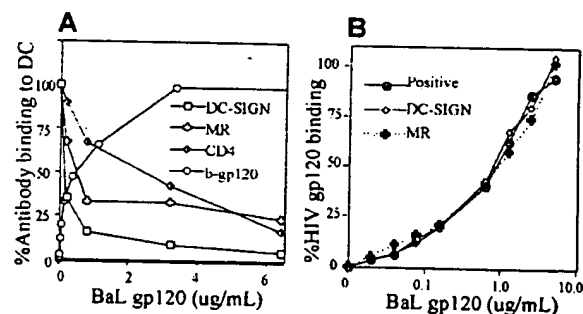 A
%Antibody binding to DC
100
75
50
25
0
DC-SIGN
MR
CD4
b-gp120
0
2
4
6
BaL gp120 (ug/mL)
B
%HIV gp120 binding
100
75
50
25
0
Positive
DC-SIGN
MR
0
0.1
1.0
10.0
BaL gp120 (ug/mL)